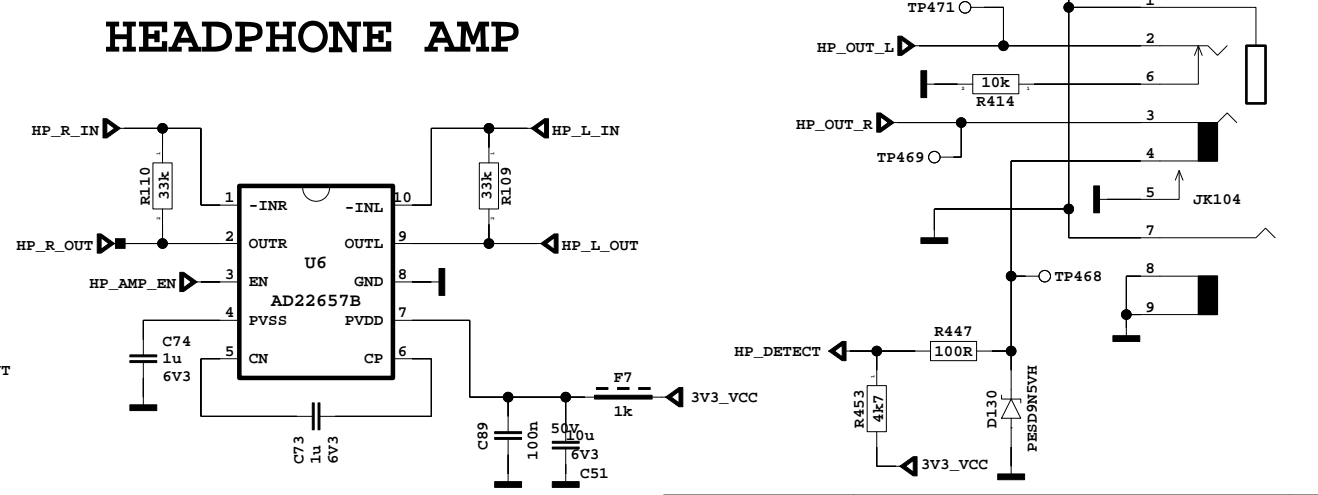 HEADPHONE AMP
HP_R_IN
HP_L_IN
R110
33k
33k
R109
1
-INR
-INL
10
HP_R_OUT
2
OUTR
OUTL
9
HP_L_OUT
U6
HP_AMP_EN
3
EN
GND
8
AD22657B
4
PVSS
PVDD
7
C74
1u
6V3
5
CN
CP
6
C73
1u
6V3
F7
1k
3V3_VCC
C89
100n
50V
10u
6V3
C51
T
TP471
1
HP_OUT_L
2
10k
R414
6
HP_OUT_R
3
TP469
4
5
JK104
7
TP468
8
9
R447
HP_DETECT
100R
R453
4k7
D130
PESD9N5VH
3V3_VCC